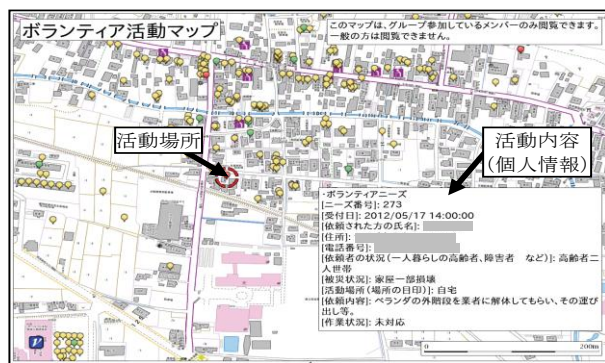 ボランティア活動マップ
このマップは、グループ参加しているメンバーのみ閲覧できます。
一般の方は閲覧できません。
活動場所
活動内容
(個人情報)
・ボランティアニーズ
[ニーズ番号]: 273
[受付日]: 2012/05/17 14:00:00
[依頼された方の氏名]:
[住所]:
[電話番号]:
[依頼者の状況(一人暮らしの高齢者、障害者　など)]: 高齢者二
人世帯
[被災状況]: 家屋一部損壊
[活動場所(場所の目印)]: 自宅
[依頼内容]: ベランダの外階段を業者に解体してもらい、その運び
出し等。
[作業状況]: 未対応
0
200m